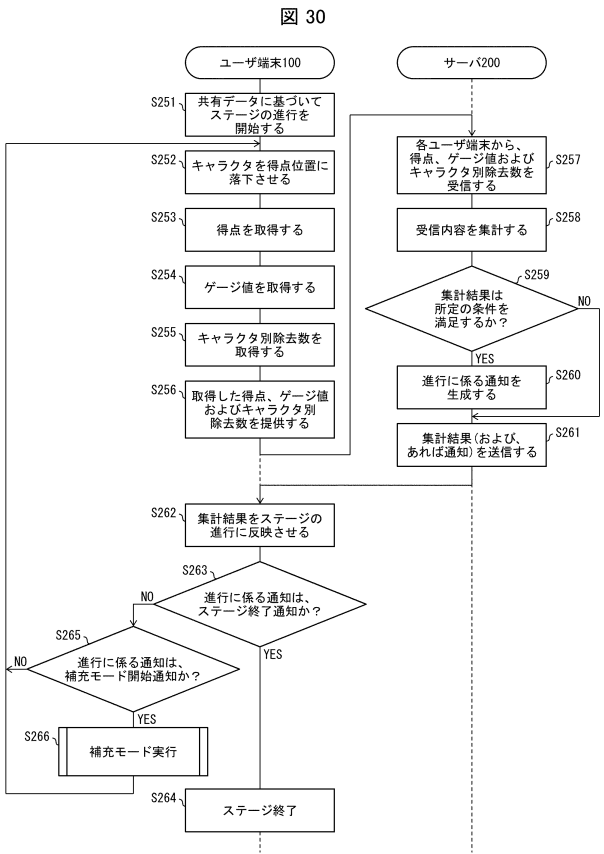 図 30
ユーザ端末100
サーバ200
S251
共有データに基づいて
ステージの進行を
開始する
S252
キャラクタを得点位置に
落下させる
S253
得点を取得する
S254
ゲージ値を取得する
S255
キャラクタ別除去数を
取得する
S256
取得した得点、ゲージ値
およびキャラクタ別
除去数を提供する
各ユーザ端末から、
得点、ゲージ値および
キャラクタ別除去数を
受信する
S257
受信内容を集計する
S258
S259
集計結果は
所定の条件を
満足するか?
NO
YES
進行に係る通知を
生成する
S260
集計結果(および、
あれば通知)を送信する
S261
S262
集計結果をステージの
進行に反映させる
S263
進行に係る通知は、
ステージ終了通知か?
NO
YES
S265
進行に係る通知は、
補充モード開始通知か?
NO
YES
S266
補充モード実行
S264
ステージ終了